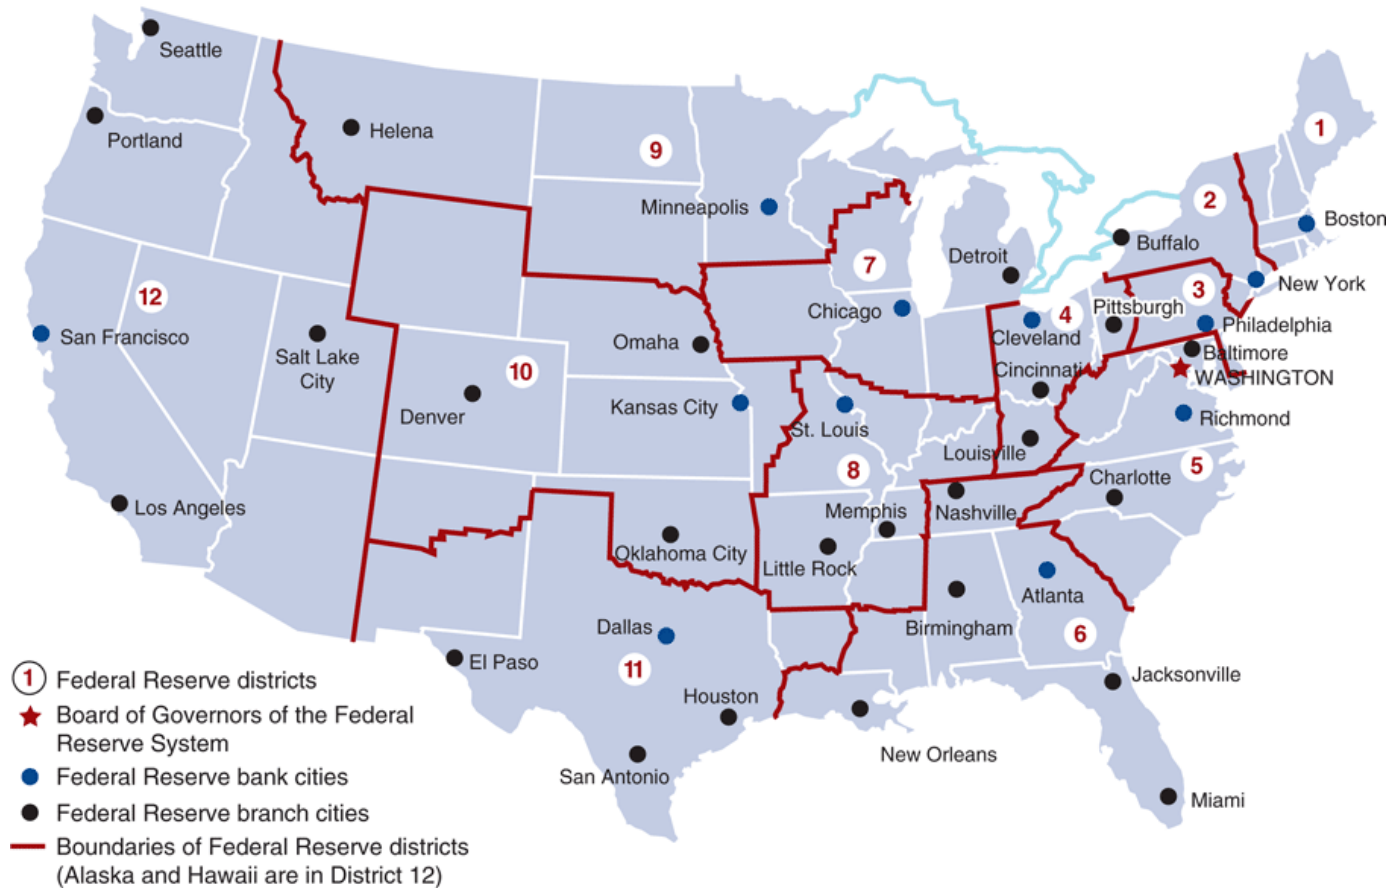 Seattle
Portland
Helena
9
1
Minneapolis
2
Boston
Buffalo
Detroit
7
12
3
New York
Chicago
4
Pittsburgh
San Francisco
Cleveland
Philadelphia
Omaha
Salt Lake
City
Baltimore
10
Cincinnati
WASHINGTON
Denver
Kansas City
St. Louis
Richmond
Louisville
8
5
Charlotte
Los Angeles
Memphis
Nashville
Oklahoma City
Little Rock
Atlanta
Dallas
Birmingham
6
El Paso
11
Jacksonville
Houston
New Orleans
San Antonio
Miami
1 Federal Reserve districts
Board of Governors of the Federal
Reserve System
Federal Reserve bank cities
Federal Reserve branch cities
Boundaries of Federal Reserve districts
(Alaska and Hawaii are in District 12)